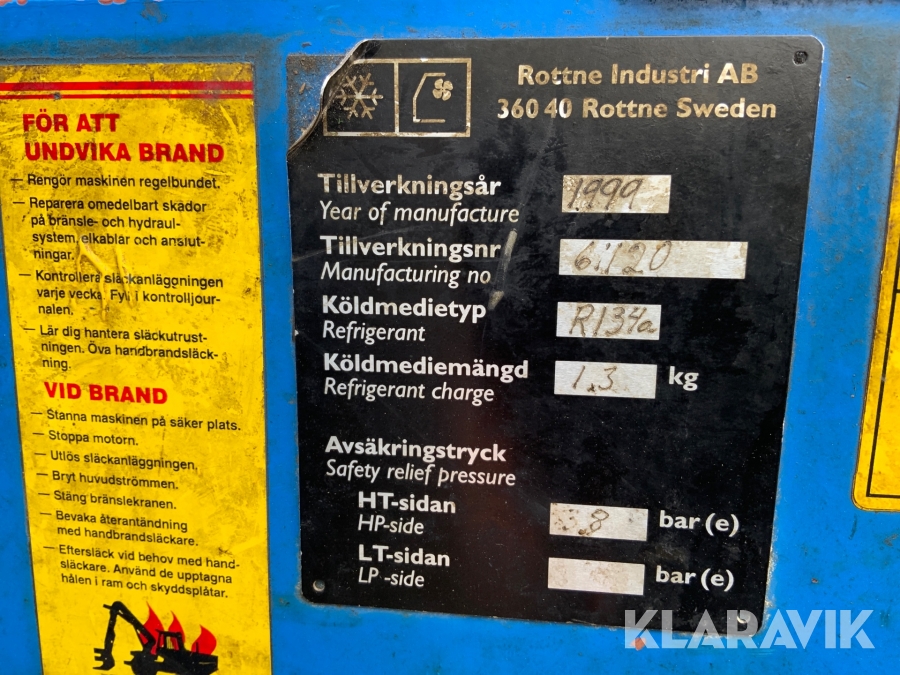 FÖR ATT
UNDVIKA BRAND
— Rengör maskinen regelbundet.
— Reparera omedelbart skador
på bränsle- och hydraul-
system, elkablar och anslut-
ningar.
— Kontrollera släckanläggningen
varje vecka. Fyll i kontrolljour-
nalen.
— Lär dig hantera släckutrust-
ningen. Öva handbrandsläck-
ning.
VID BRAND
— Stanna maskinen på säker plats.
— Stoppa motorn.
— Utlös släckanläggningen.
— Bryt huvudströmmen.
— Stäng bränslekranen.
— Bevaka återantändning
med handbrandsläckare.
— Eftersläck vid behov med hand-
släckare. Använd de upptagna
hålen i ram och skyddsplåtar.
Rottne Industri AB
360 40 Rottne Sweden
Tillverkningsår 1999
Year of manufacture
Tillverkningsnr
Manufacturing no
Köldmedietyp R134a
Refrigerant
Köldmediemängd 1.3 kg
Refrigerant charge
Avsäkringstryck
Safety relief pressure
HT-sidan bar (e)
HP-side
LT-sidan bar (e)
LP-side
KLARAVIK